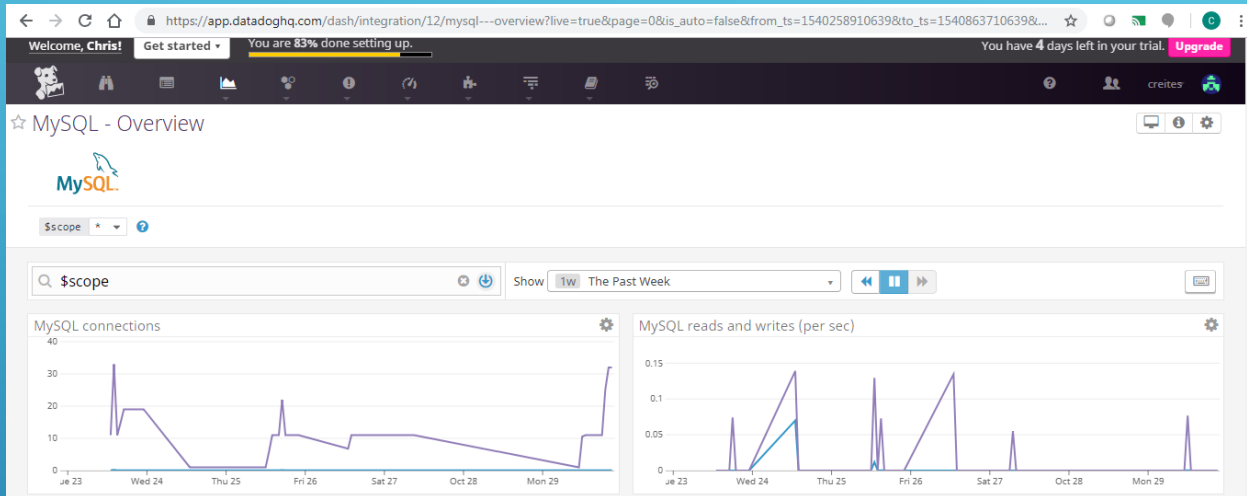 https://app.datadoghq.com/dash/integration/12/mysql---overview?live=true&page=0&is_auto=false&from_ts=1540258910639&to_ts=1540863710639&...
C
Welcome, Chris! Get started You are 83% done setting up. You have 4 days left in your trial. Upgrade
creites
MySQL - Overview
MySQL.
$scope *
$scope Show 1w The Past Week
MySQL connections
40
30
20
10
0
Wed 24 Thu 25 Fri 26 Sat 27 Oct 28 Mon 29
MySQL reads and writes (per sec)
0.15
0.1
0.05
0
Wed 24 Thu 25 Fri 26 Sat 27 Oct 28 Mon 29